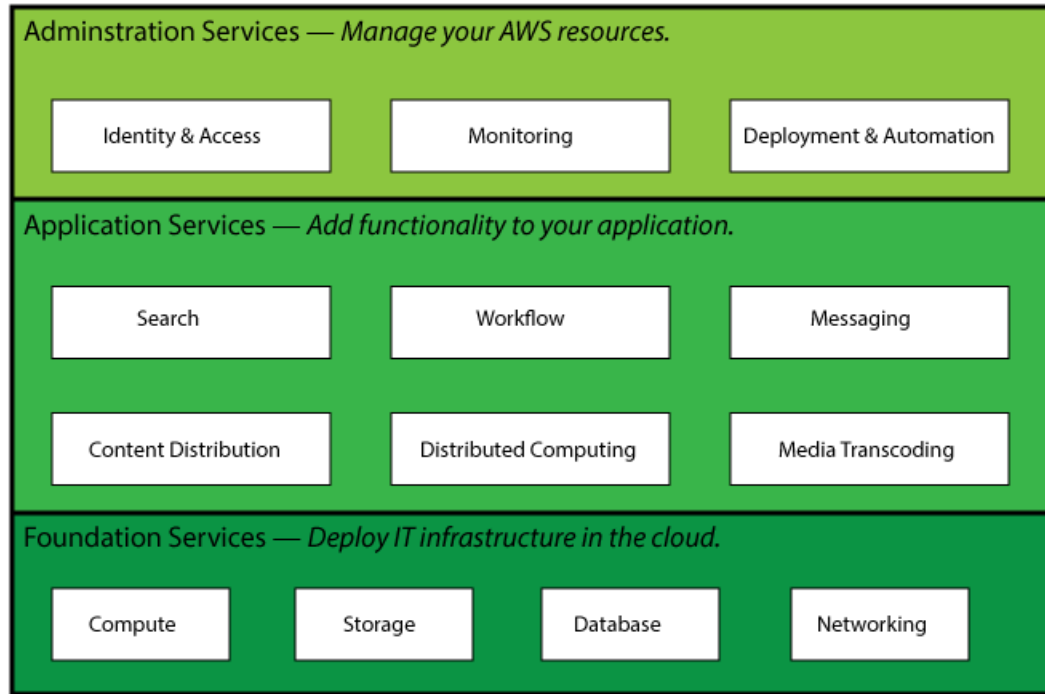 Adminstration Services — Manage your AWS resources.
Identity & Access
Monitoring
Deployment & Automation
Application Services — Add functionality to your application.
Search
Workflow
Messaging
Content Distribution
Distributed Computing
Media Transcoding
Foundation Services — Deploy IT infrastructure in the cloud.
Compute
Storage
Database
Networking